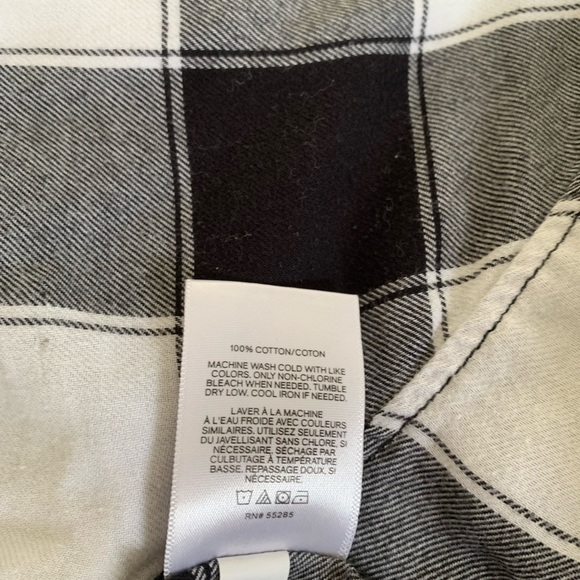 100% COTTON/COTON
MACHINE WASH COLD WITH LIKE
COLORS. ONLY NON-CHLORINE
BLEACH WHEN NEEDED. TUMBLE
DRY LOW. COOL IRON IF NEEDED.
LAVER À LA MACHINE
À L'EAU FROIDE AVEC COULEURS
SIMILAIRES. UTILISEZ SEULEMENT
DU JAVELLISANT SANS CHLORE, SI
NÉCESSAIRE. SÉCHAGE PAR
CULBUTAGE À TEMPÉRATURE
BASSE. REPASSAGE DOUX, SI
NÉCESSAIRE.
RN# 55285